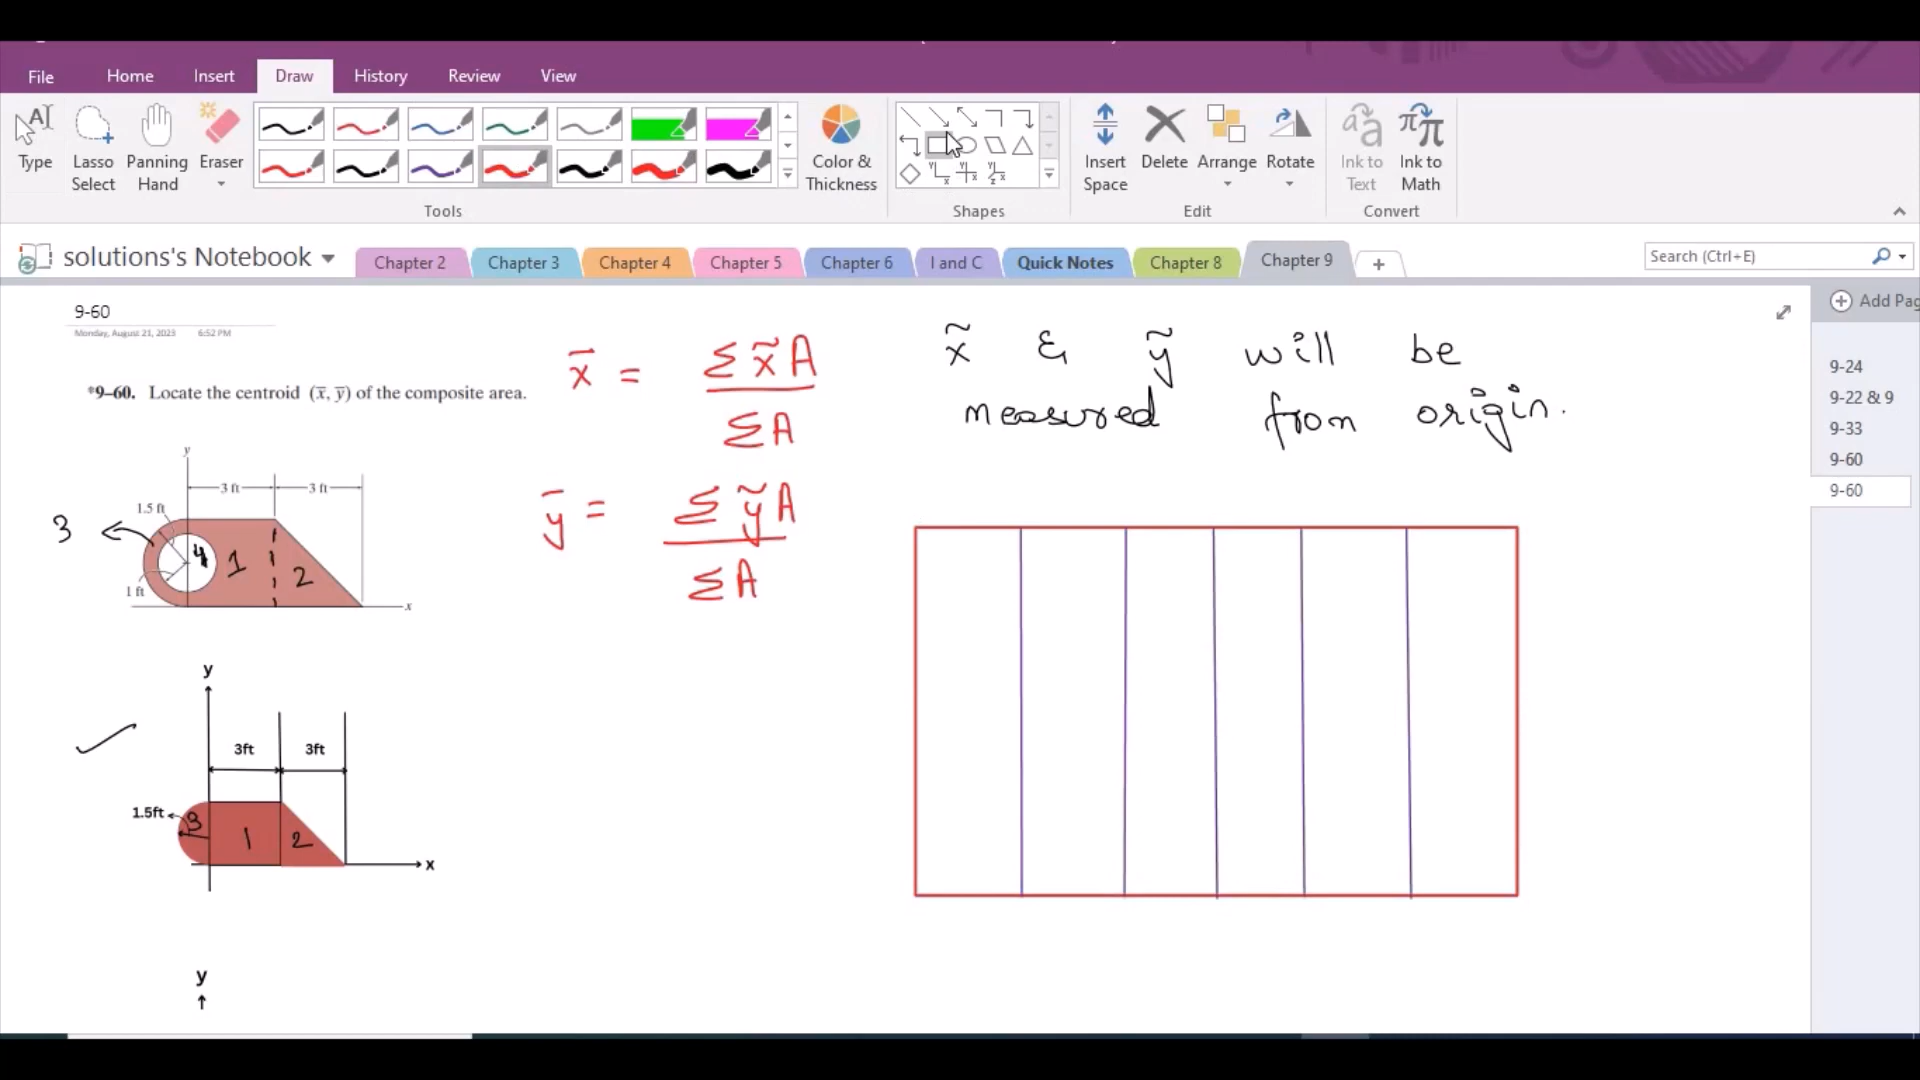 File Home Insert Draw History Review View
Type Lasso Select Panning Hand Eraser Color & Thickness Insert Space Delete Arrange Rotate Ink to Text Ink to Math
Tools Shapes Edit Convert
solutions's Notebook Chapter 2 Chapter 3 Chapter 4 Chapter 5 Chapter 6 I and C Quick Notes Chapter 8 Chapter 9 Search (Ctrl+E)
9-60
Monday, August 21, 2023 6:52 PM
*9–60. Locate the centroid (x̄, ȳ) of the composite area.
y
3 ft 3 ft
1.5 ft
3 4 1 2
1 ft
x
y
3ft 3ft
1.5ft 3 1 2
x
y
x̄ = Σx̃A
ΣA
ȳ = ΣỹA
ΣA
x̃ & ỹ will be
measured from origin.
Add Pag
9-24
9-22 & 9
9-33
9-60
9-60